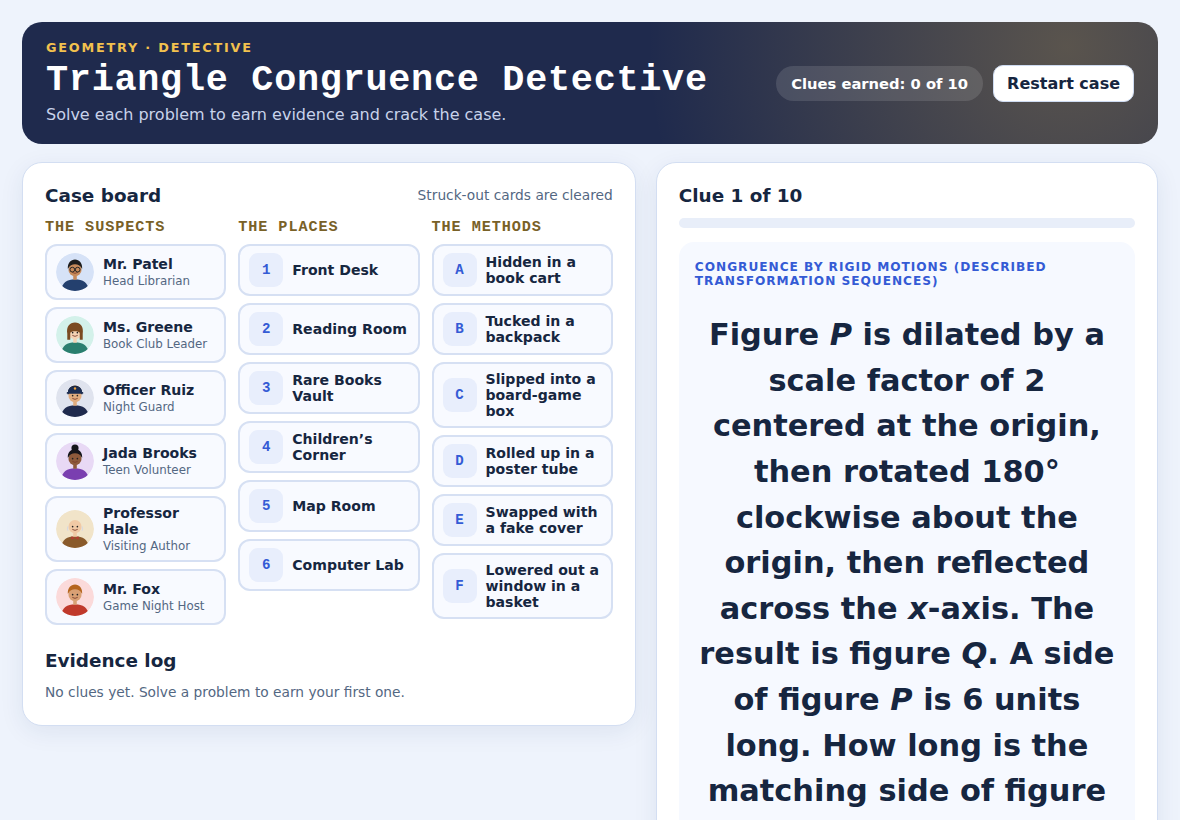 GEOMETRY · DETECTIVE
Triangle Congruence Detective
Solve each problem to earn evidence and crack the case.
Clues earned: 0 of 10
Restart case
Case board
Struck-out cards are cleared
THE SUSPECTS
Mr. Patel
Head Librarian
Ms. Greene
Book Club Leader
Officer Ruiz
Night Guard
Jada Brooks
Teen Volunteer
Professor
Hale
Visiting Author
Mr. Fox
Game Night Host
THE PLACES
1 Front Desk
2 Reading Room
3 Rare Books
Vault
4 Children’s
Corner
5 Map Room
6 Computer Lab
THE METHODS
A Hidden in a
book cart
B Tucked in a
backpack
C Slipped into a
board-game
box
D Rolled up in a
poster tube
E Swapped with
a fake cover
F Lowered out a
window in a
basket
Evidence log
No clues yet. Solve a problem to earn your first one.
Clue 1 of 10
CONGRUENCE BY RIGID MOTIONS (DESCRIBED
TRANSFORMATION SEQUENCES)
Figure P is dilated by a
scale factor of 2
centered at the origin,
then rotated 180°
clockwise about the
origin, then reflected
across the x-axis. The
result is figure Q. A side
of figure P is 6 units
long. How long is the
matching side of figure